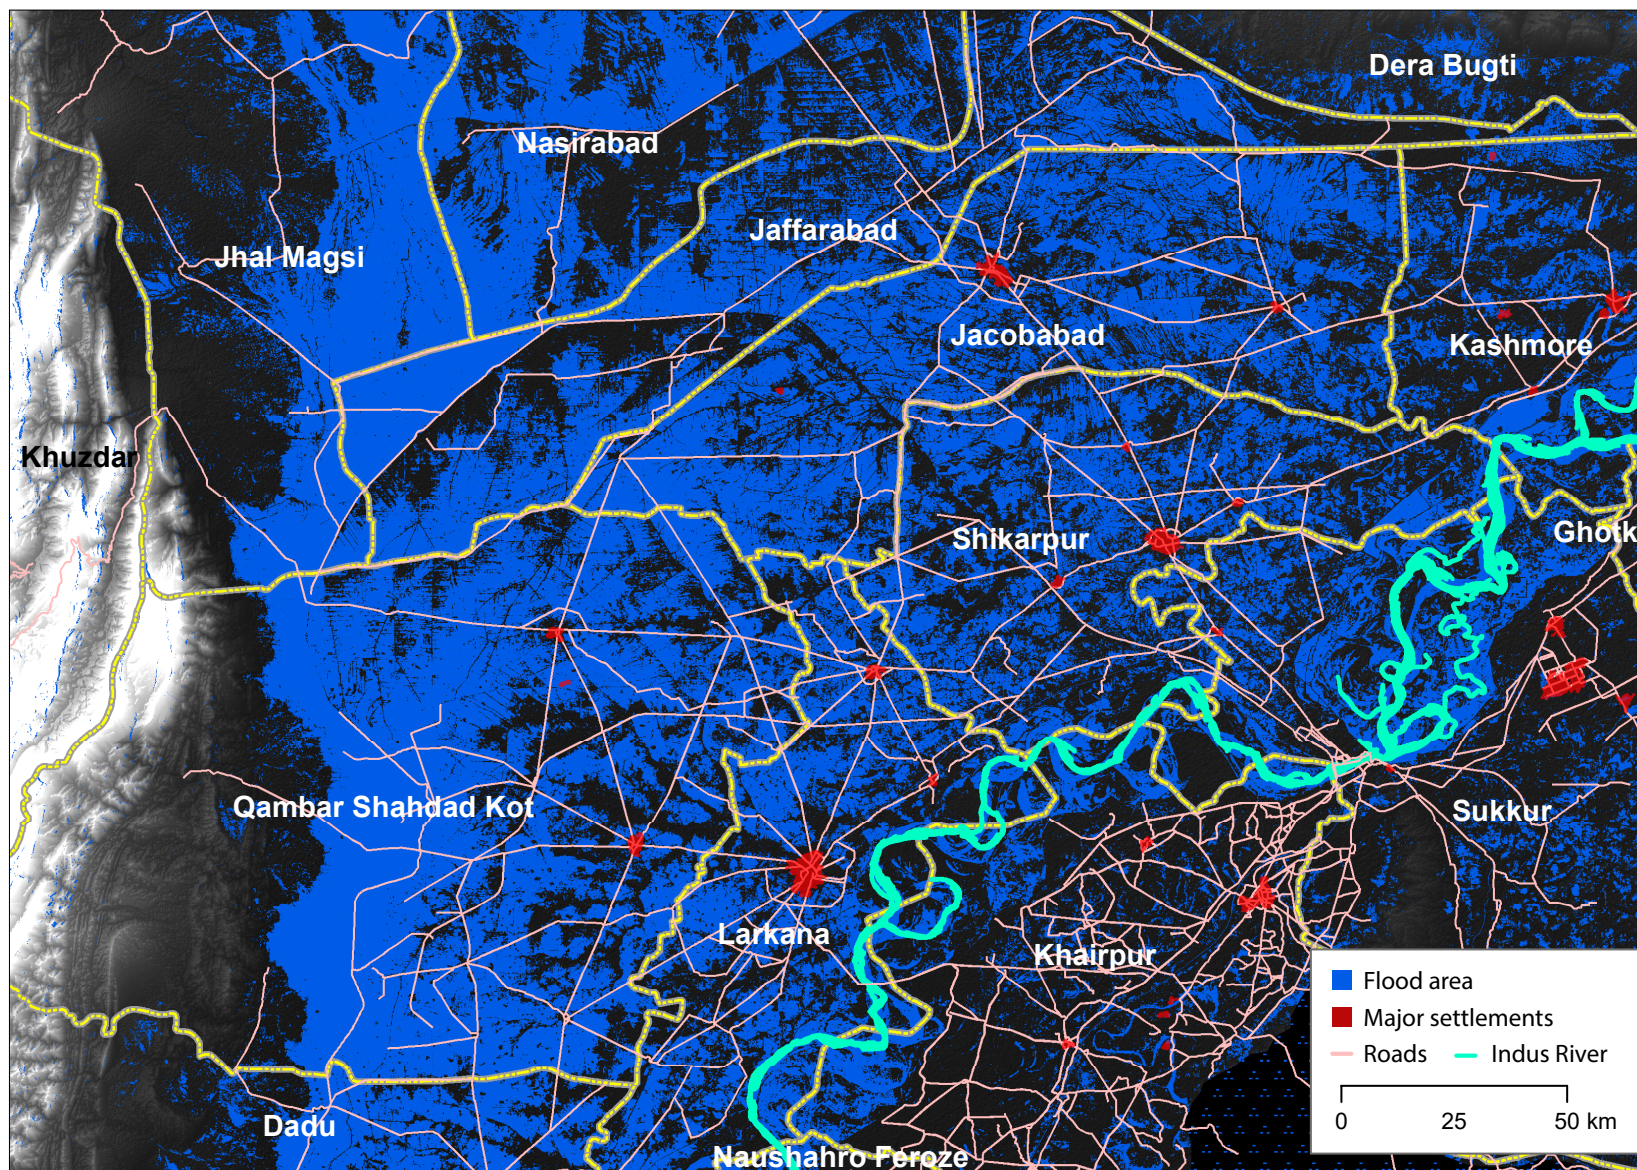 Dera Bugti
Nasirabad
Jaffarabad
Jhal Magsi
Jacobabad
Kashmore
Khuzdar
Shikarpur
Ghotk
Qambar Shahdad Kot
Sukkur
Larkana
Khairpur
Flood area
Major settlements
Roads Indus River
0 25 50 km
Dadu
Naushahro Feroze